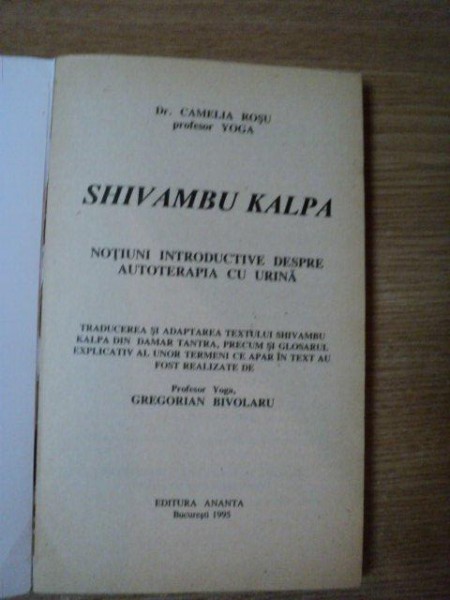 Dr. CAMELIA ROȘU
profesor YOGA
SHIVAMBU KALPA
NOȚIUNI INTRODUCTIVE DESPRE
AUTOTERAPIA CU URINĂ
TRADUCEREA ȘI ADAPTAREA TEXTULUI SHIVAMBU
KALPA DIN DAMAR TANTRA, PRECUM ȘI GLOSARUL
EXPLICATIV AL UNOR TERMENI CE APAR ÎN TEXT AU
FOST REALIZATE DE
Profesor Yoga,
GREGORIAN BIVOLARU
EDITURA ANANTA
București 1995